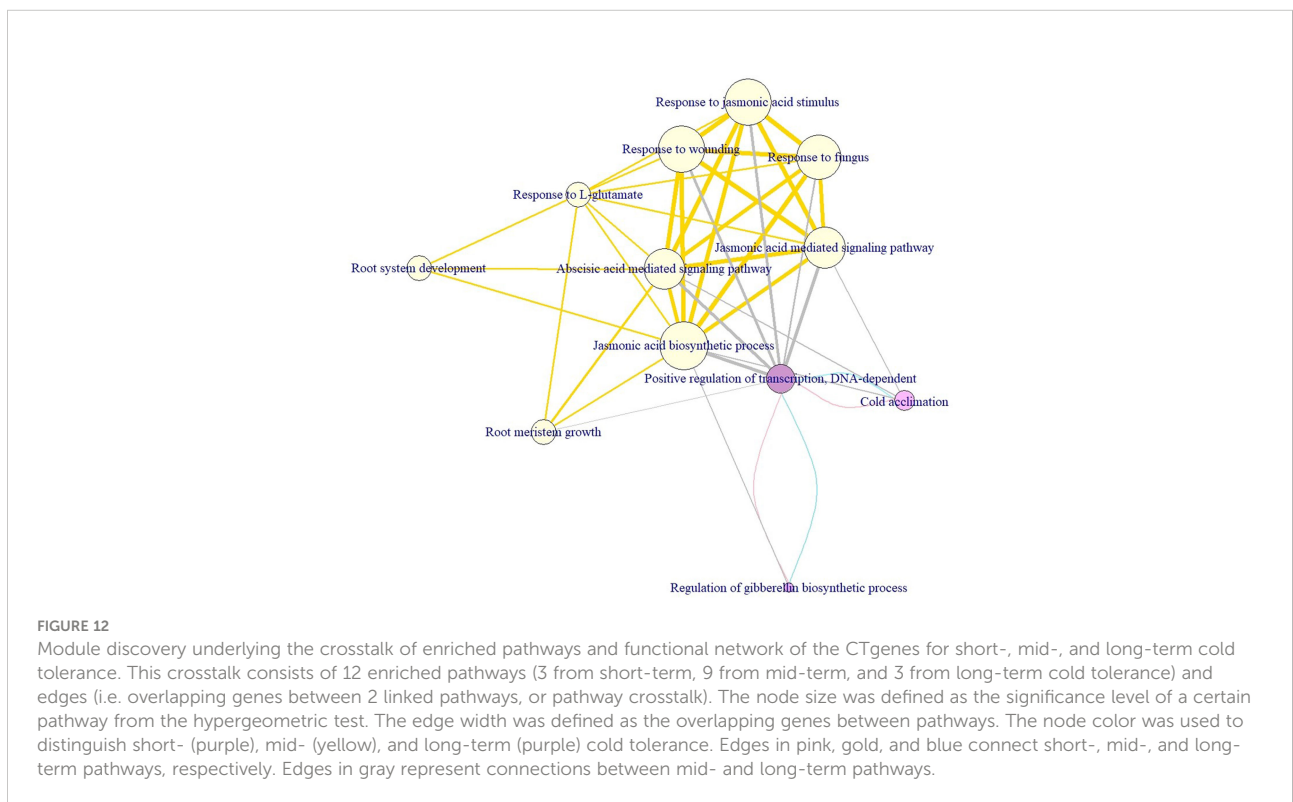 Response to jasmonic acid stimulus
Response to wounding
Response to fungus
Response to L-glutamate
Jasmonic acid mediated signaling pathway
Root system development
Abscisic acid mediated signaling pathway
Jasmonic acid biosynthetic process
Positive regulation of transcription, DNA-dependent
Cold acclimation
Root meristem growth
Regulation of gibberellin biosynthetic process
FIGURE 12
Module discovery underlying the crosstalk of enriched pathways and functional network of the CTgenes for short-, mid-, and long-term cold
tolerance. This crosstalk consists of 12 enriched pathways (3 from short-term, 9 from mid-term, and 3 from long-term cold tolerance) and
edges (i.e. overlapping genes between 2 linked pathways, or pathway crosstalk). The node size was defined as the significance level of a certain
pathway from the hypergeometric test. The edge width was defined as the overlapping genes between pathways. The node color was used to
distinguish short- (purple), mid- (yellow), and long-term (purple) cold tolerance. Edges in pink, gold, and blue connect short-, mid-, and long-
term pathways, respectively. Edges in gray represent connections between mid- and long-term pathways.